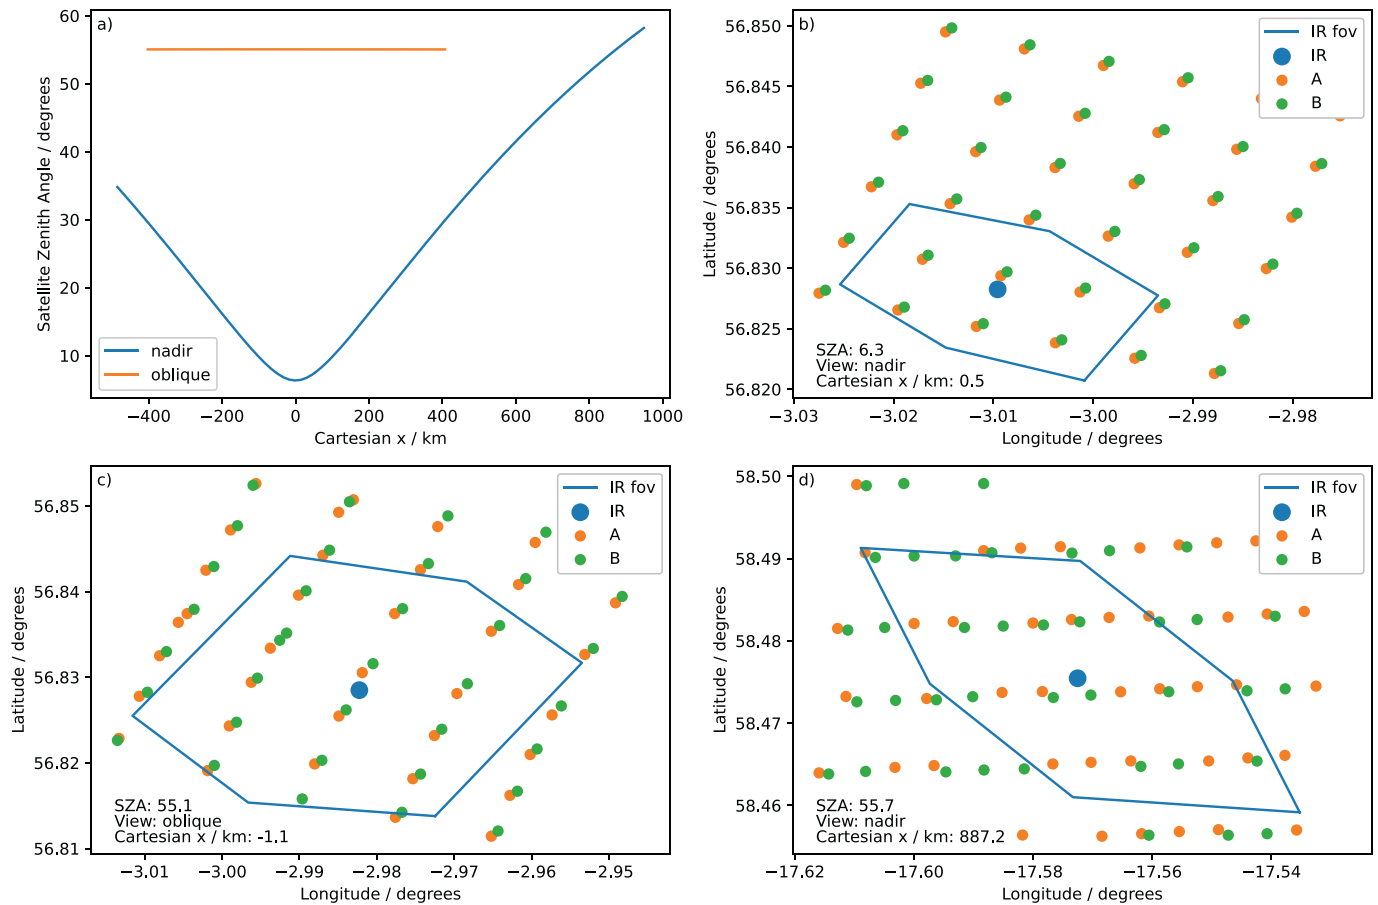 a)
60
50
40
30
20
10
Satellite Zenith Angle / degrees
nadir
oblique
−400 −200 0 200 400 600 800 1000
Cartesian x / km
b)
56.850
56.845
56.840
56.835
56.830
56.825
56.820
Latitude / degrees
IR fov
IR
A
B
SZA: 6.3
View: nadir
Cartesian x / km: 0.5
−3.03 −3.02 −3.01 −3.00 −2.99 −2.98
Longitude / degrees
c)
56.85
56.84
56.83
56.82
56.81
Latitude / degrees
IR fov
IR
A
B
SZA: 55.1
View: oblique
Cartesian x / km: -1.1
−3.01 −3.00 −2.99 −2.98 −2.97 −2.96 −2.95
Longitude / degrees
d)
58.50
58.49
58.48
58.47
58.46
Latitude / degrees
IR fov
IR
A
B
SZA: 55.7
View: nadir
Cartesian x / km: 887.2
−17.62 −17.60 −17.58 −17.56 −17.54
Longitude / degrees